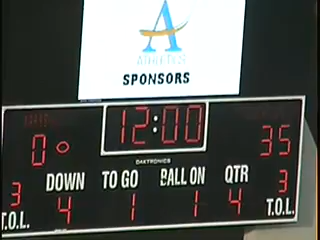 A
SPONSORS
12:00
0 35
DAKTRONICS
DOWN TO GO BALL ON QTR
3 4 1 1 4 3
T.O.L. T.O.L.